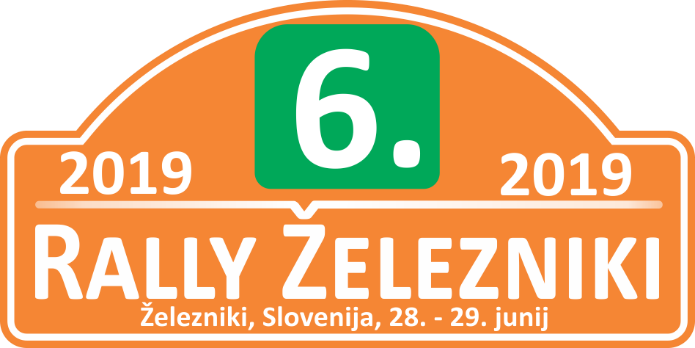 6.
2019 2019
RALLY ŽELEZNIKI
Železniki, Slovenija, 28. - 29. junij